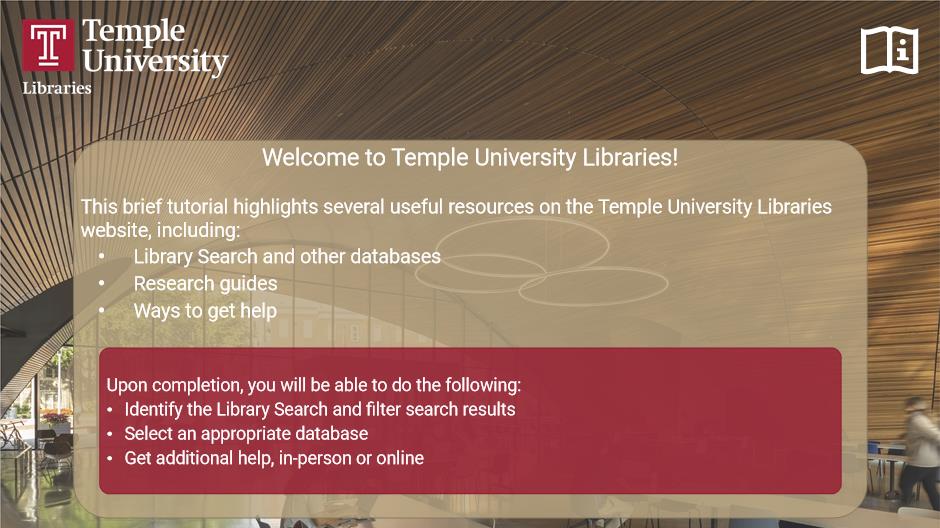 Temple
University
Libraries
Welcome to Temple University Libraries!
This brief tutorial highlights several useful resources on the Temple University Libraries
website, including:
• Library Search and other databases
• Research guides
• Ways to get help
Upon completion, you will be able to do the following:
• Identify the Library Search and filter search results
• Select an appropriate database
• Get additional help, in-person or online